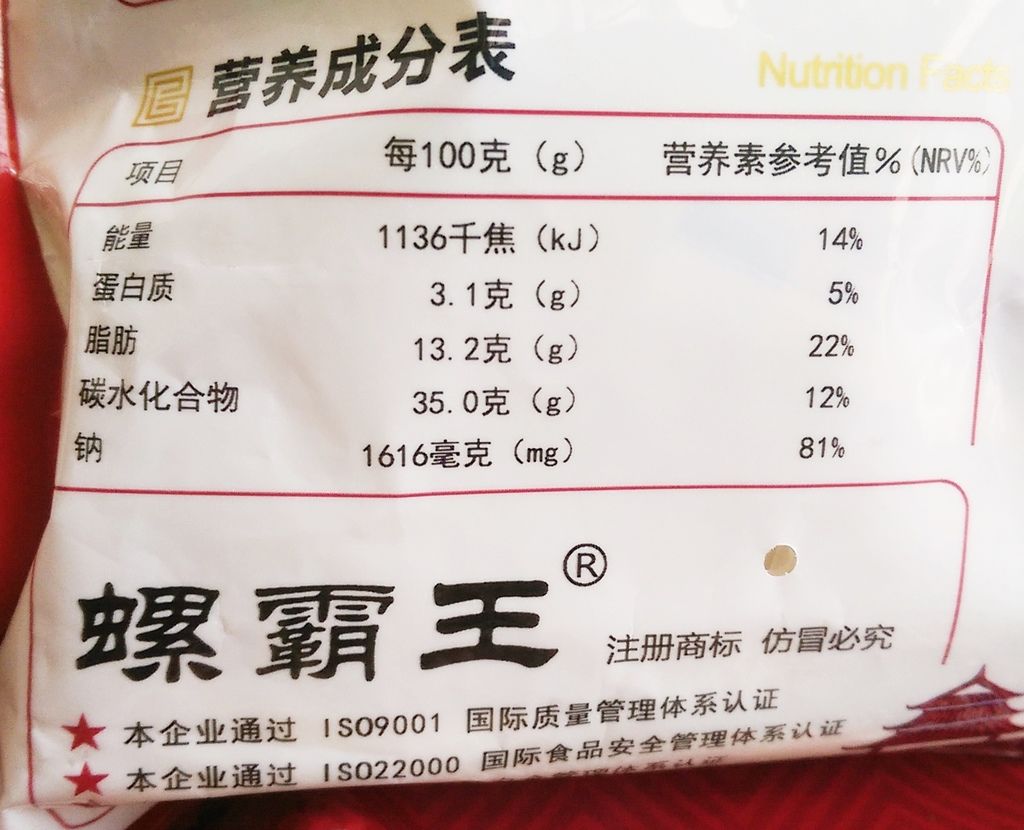 营养成分表 Nutrition Facts
项目 每100克（g） 营养素参考值%(NRV%)
能量 1136千焦（kJ） 14%
蛋白质 3.1克（g） 5%
脂肪 13.2克（g） 22%
碳水化合物 35.0克（g） 12%
钠 1616毫克（mg） 81%
螺霸王® 注册商标 仿冒必究
★ 本企业通过 ISO9001 国际质量管理体系认证
★ 本企业通过 ISO22000 国际食品安全管理体系认证